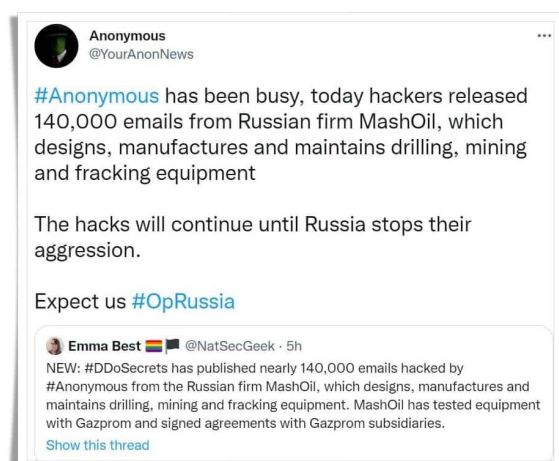 Anonymous
@YourAnonNews
#Anonymous has been busy, today hackers released
140,000 emails from Russian firm MashOil, which
designs, manufactures and maintains drilling, mining
and fracking equipment
The hacks will continue until Russia stops their
aggression.
Expect us #OpRussia
Emma Best 🏳️‍🌈🏴 @NatSecGeek · 5h
NEW: #DDoSecrets has published nearly 140,000 emails hacked by
#Anonymous from the Russian firm MashOil, which designs, manufactures and
maintains drilling, mining and fracking equipment. MashOil has tested equipment
with Gazprom and signed agreements with Gazprom subsidiaries.
Show this thread